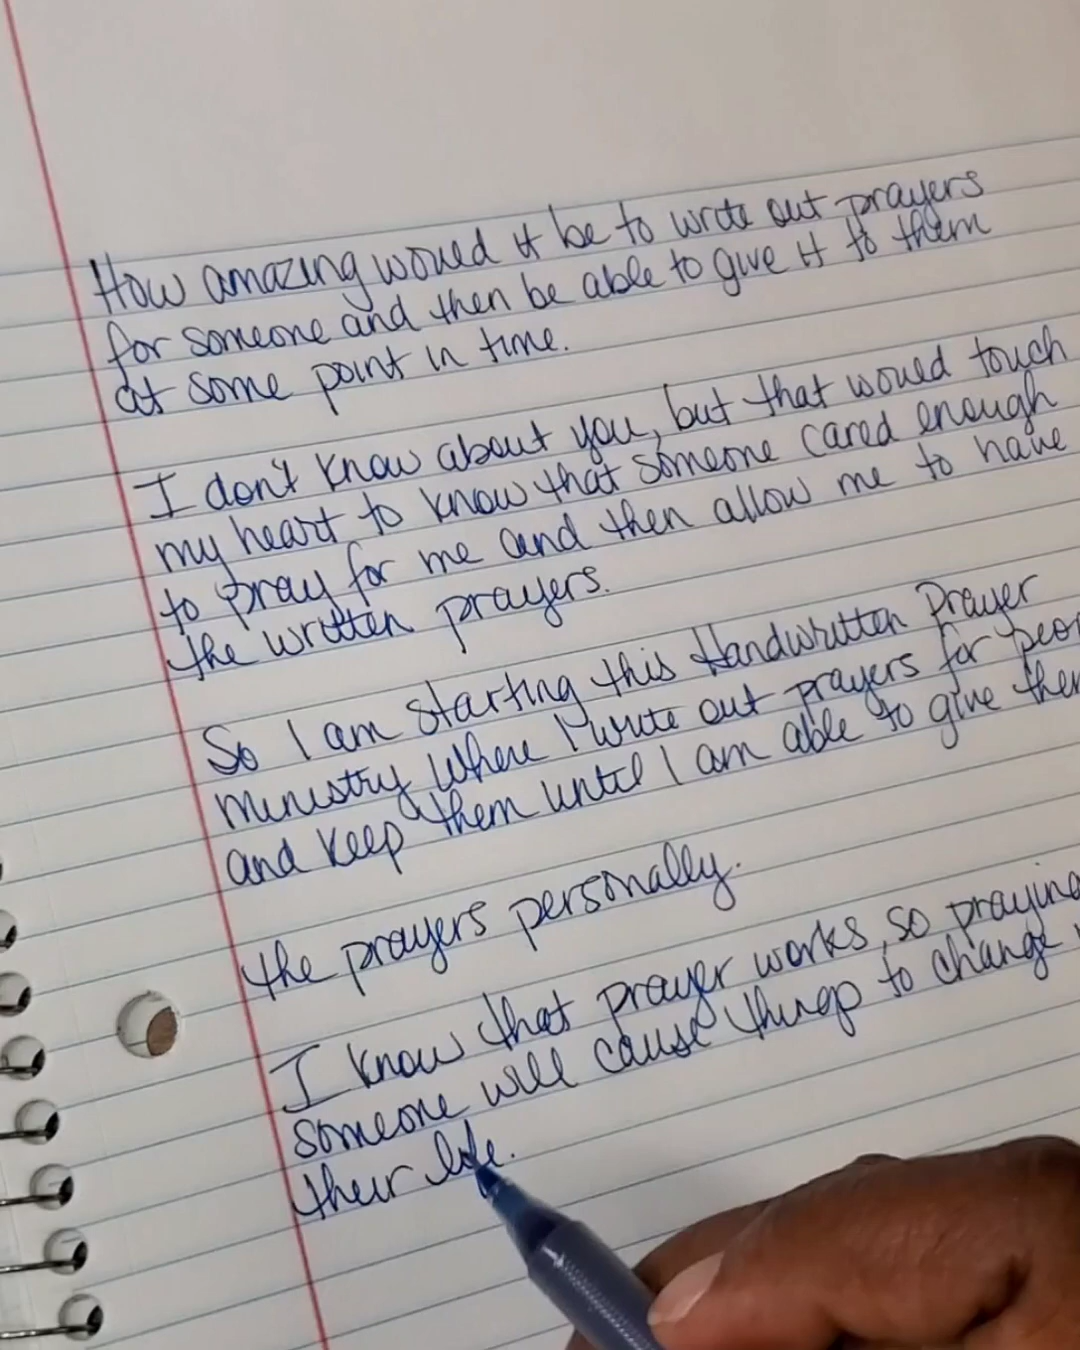 How amazing would it be to write out prayers
for someone and then be able to give it to them
at some point in time.
I don't know about you, but that would touch
my heart to know that someone cared enough
to pray for me and then allow me to have
the written prayers.
So I am starting this Handwritten Prayer
ministry where I write out prayers for
and keep them until I am able to give
the prayers personally.
I know that prayer works, so praying
someone will cause things to change
their life.